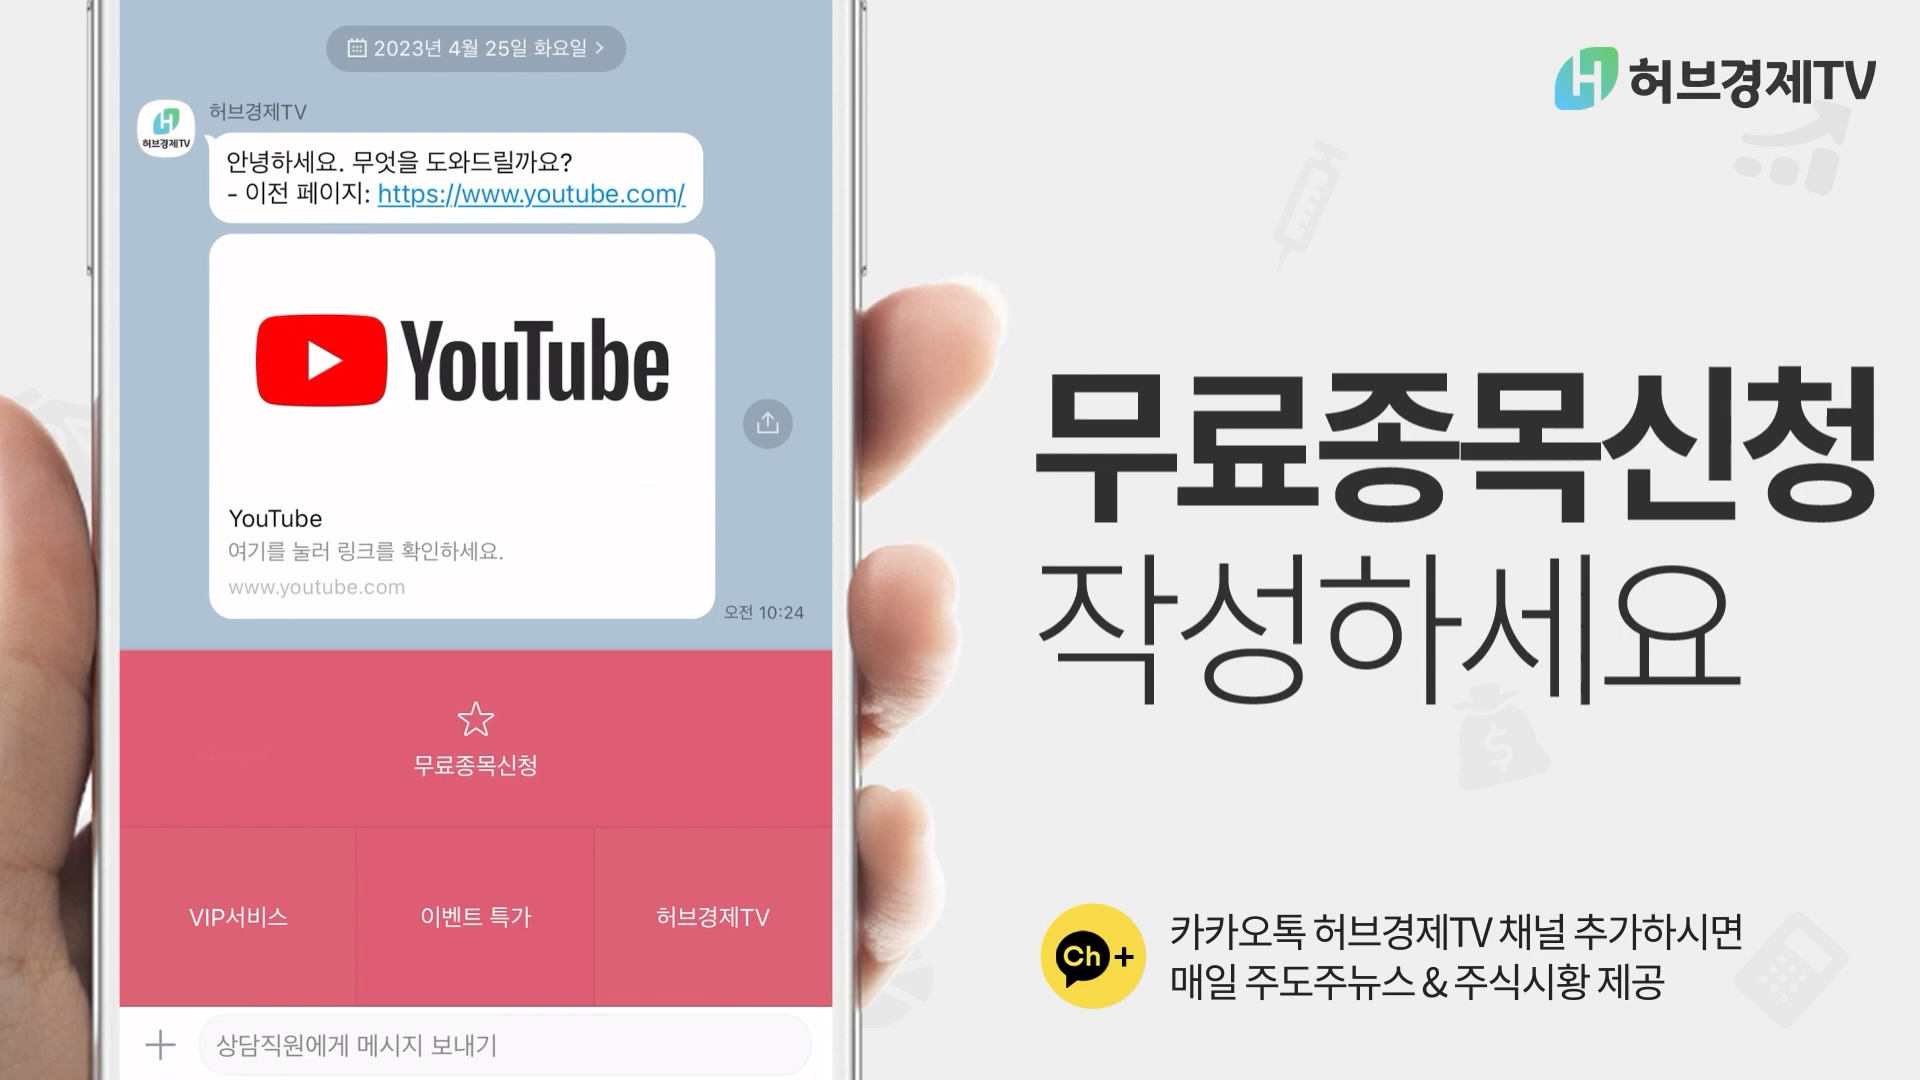 2023년 4월 25일 화요일 >
허브경제TV
허브경제TV
안녕하세요. 무엇을 도와드릴까요?
- 이전 페이지: https://www.youtube.com/
YouTube
YouTube
여기를 눌러 링크를 확인하세요.
www.youtube.com
오전 10:24
무료종목신청
VIP서비스
이벤트 특가
허브경제TV
상담직원에게 메시지 보내기
허브경제TV
무료종목신청
작성하세요
Ch+
카카오톡 허브경제TV 채널 추가하시면
매일 주도주뉴스 & 주식시황 제공